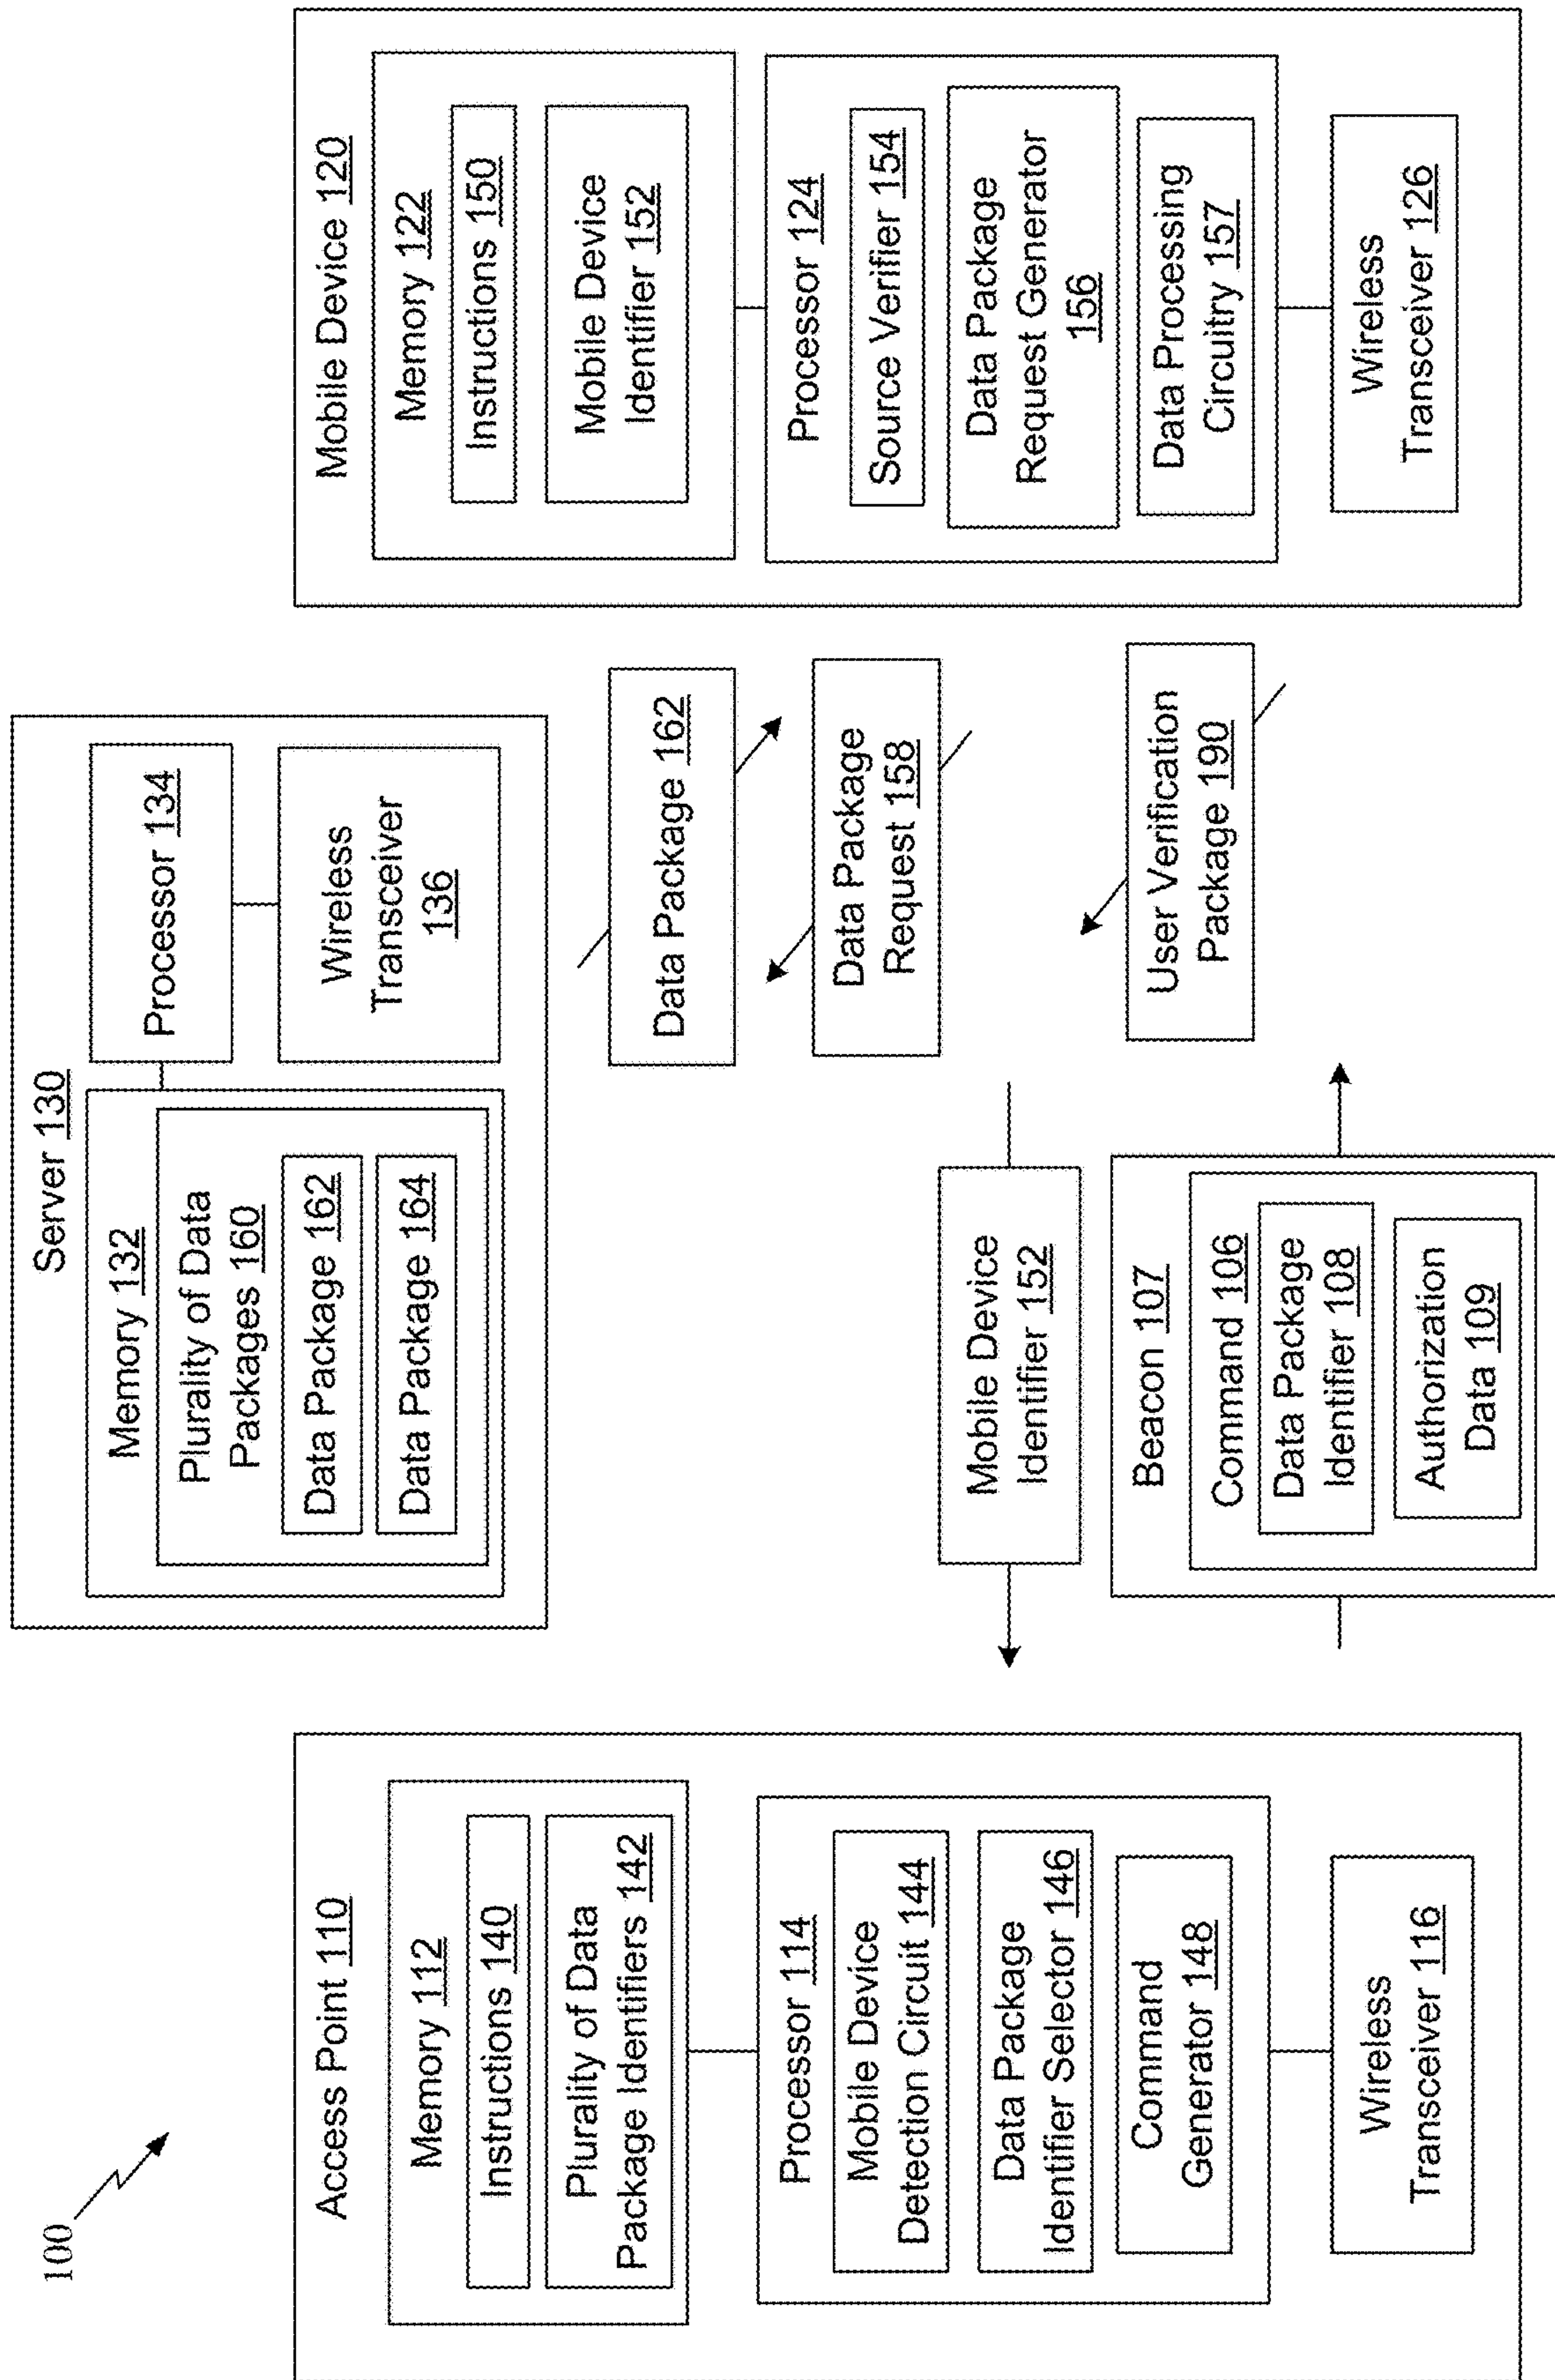 100
Access Point 110
Memory 112
Instructions 140
Plurality of Data
Package Identifiers 142
Processor 114
Mobile Device
Detection Circuit 144
Data Package
Identifier Selector 146
Command
Generator 148
Wireless
Transceiver 116
Server 130
Memory 132
Plurality of Data
Packages 160
Data Package 162
Data Package 164
Processor 134
Wireless
Transceiver
136
Data Package 162
Data Package
Request 158
Mobile Device
Identifier 152
User Verification
Package 190
Beacon 107
Command 106
Data Package
Identifier 108
Authorization
Data 109
Mobile Device 120
Memory 122
Instructions 150
Mobile Device
Identifier 152
Processor 124
Source Verifier 154
Data Package
Request Generator
156
Data Processing
Circuitry 157
Wireless
Transceiver 126